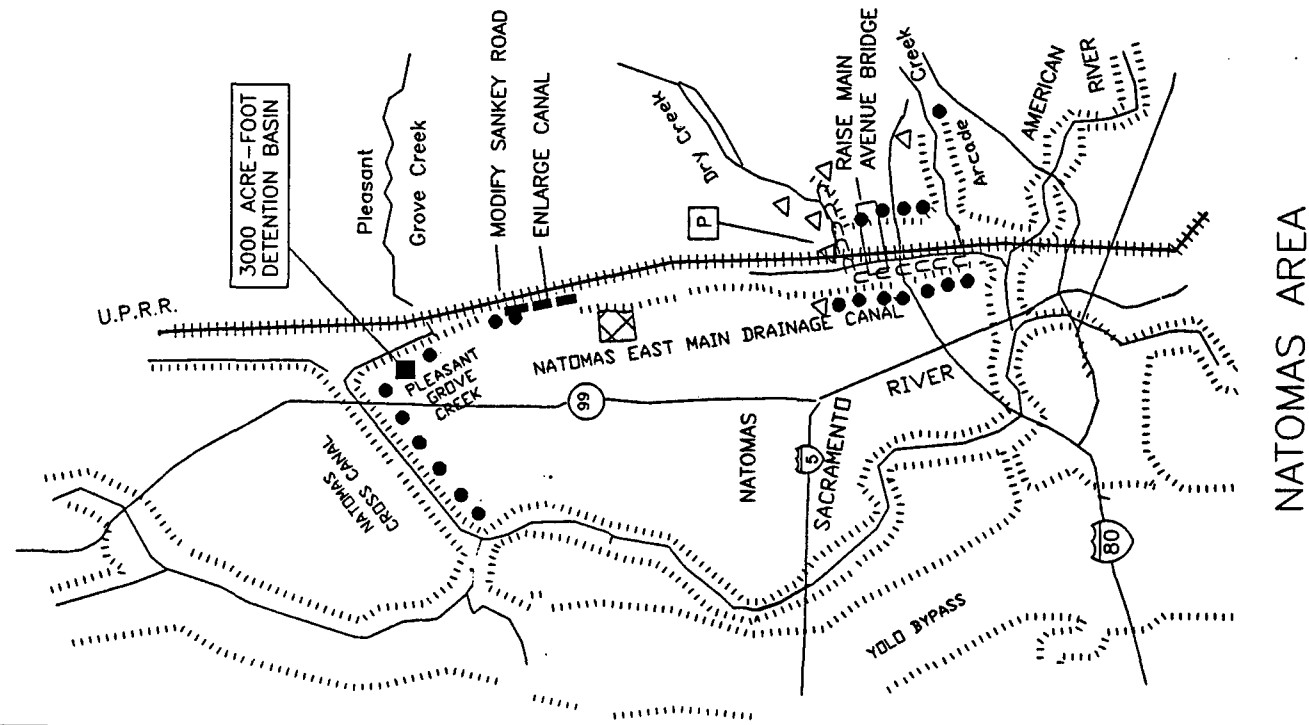 3000 ACRE-FOOT
DETENTION BASIN
U.P.R.R.
Pleasant
Grove Creek
MODIFY SANKEY ROAD
ENLARGE CANAL
P
Dry Creek
RAISE MAIN
AVENUE BRIDGE
Arcade
Creek
AMERICAN
RIVER
PLEASANT
GROVE
CREEK
NATOMAS EAST MAIN DRAINAGE CANAL
99
NATOMAS
CROSS CANAL
NATOMAS
5
SACRAMENTO
RIVER
YOLO BYPASS
80
NATOMAS AREA